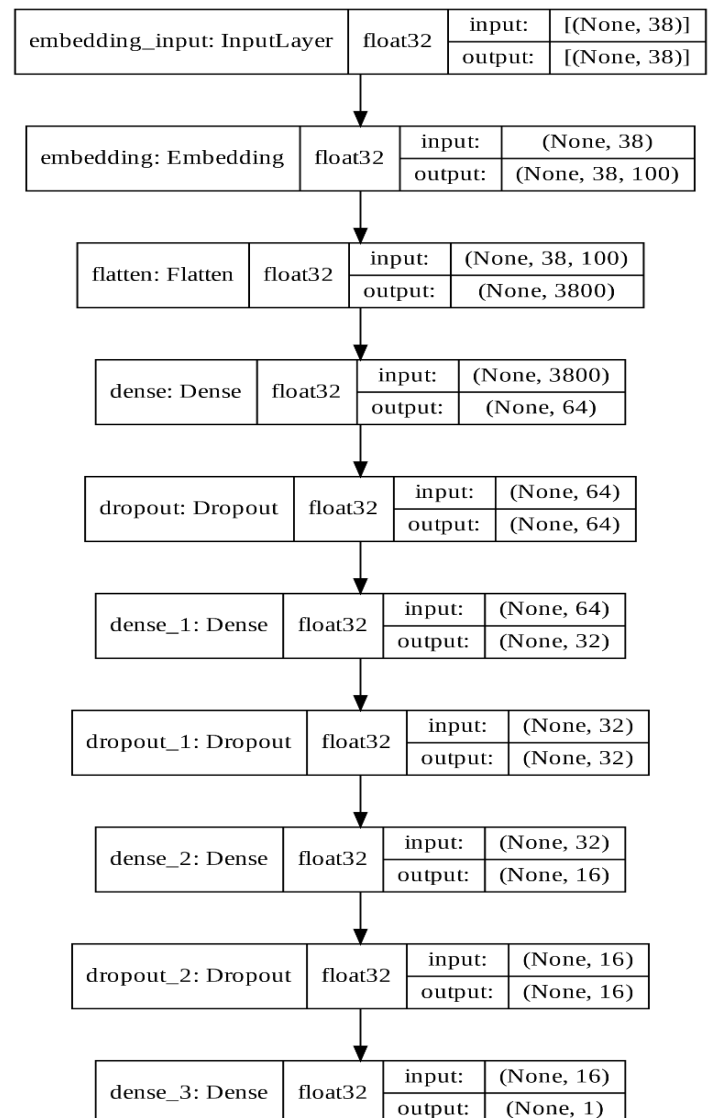 embedding_input: InputLayer float32 input: [(None, 38)]
output: [(None, 38)]
embedding: Embedding float32 input: (None, 38)
output: (None, 38, 100)
flatten: Flatten float32 input: (None, 38, 100)
output: (None, 3800)
dense: Dense float32 input: (None, 3800)
output: (None, 64)
dropout: Dropout float32 input: (None, 64)
output: (None, 64)
dense_1: Dense float32 input: (None, 64)
output: (None, 32)
dropout_1: Dropout float32 input: (None, 32)
output: (None, 32)
dense_2: Dense float32 input: (None, 32)
output: (None, 16)
dropout_2: Dropout float32 input: (None, 16)
output: (None, 16)
dense_3: Dense float32 input: (None, 16)
output: (None, 1)